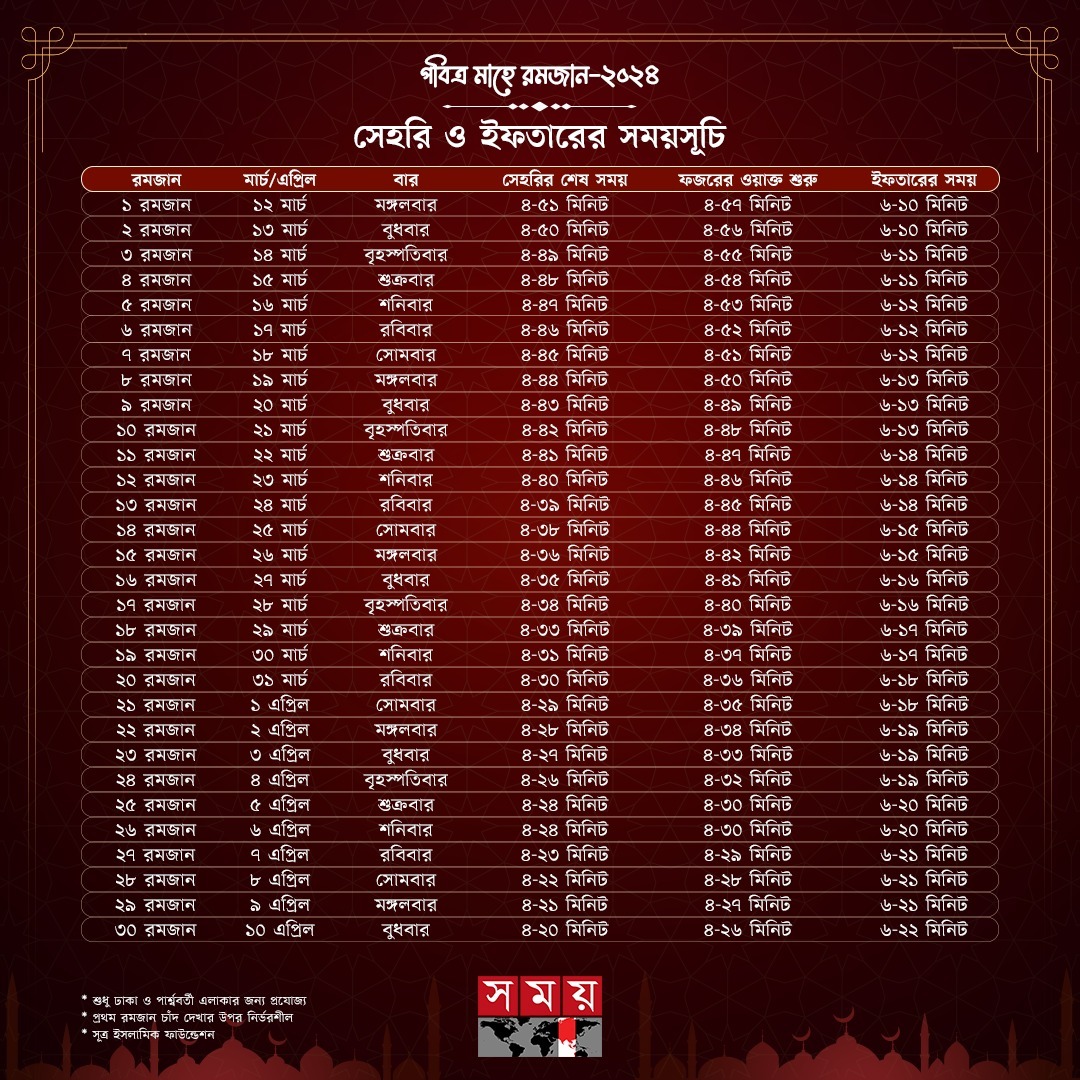 পবিত্র মাহে রমজান-২০২৪
সেহরি ও ইফতারের সময়সূচি
রমজান মার্চ/এপ্রিল বার সেহরির শেষ সময় ফজরের ওয়াক্ত শুরু ইফতারের সময়
১ রমজান ১২ মার্চ মঙ্গলবার ৪-৫১ মিনিট ৪-৫৭ মিনিট ৬-১০ মিনিট
২ রমজান ১৩ মার্চ বুধবার ৪-৫০ মিনিট ৪-৫৬ মিনিট ৬-১০ মিনিট
৩ রমজান ১৪ মার্চ বৃহস্পতিবার ৪-৪৯ মিনিট ৪-৫৫ মিনিট ৬-১১ মিনিট
৪ রমজান ১৫ মার্চ শুক্রবার ৪-৪৮ মিনিট ৪-৫৪ মিনিট ৬-১১ মিনিট
৫ রমজান ১৬ মার্চ শনিবার ৪-৪৭ মিনিট ৪-৫৩ মিনিট ৬-১২ মিনিট
৬ রমজান ১৭ মার্চ রবিবার ৪-৪৬ মিনিট ৪-৫২ মিনিট ৬-১২ মিনিট
৭ রমজান ১৮ মার্চ সোমবার ৪-৪৫ মিনিট ৪-৫১ মিনিট ৬-১২ মিনিট
৮ রমজান ১৯ মার্চ মঙ্গলবার ৪-৪৪ মিনিট ৪-৫০ মিনিট ৬-১৩ মিনিট
৯ রমজান ২০ মার্চ বুধবার ৪-৪৩ মিনিট ৪-৪৯ মিনিট ৬-১৩ মিনিট
১০ রমজান ২১ মার্চ বৃহস্পতিবার ৪-৪২ মিনিট ৪-৪৮ মিনিট ৬-১৩ মিনিট
১১ রমজান ২২ মার্চ শুক্রবার ৪-৪১ মিনিট ৪-৪৭ মিনিট ৬-১৪ মিনিট
১২ রমজান ২৩ মার্চ শনিবার ৪-৪০ মিনিট ৪-৪৬ মিনিট ৬-১৪ মিনিট
১৩ রমজান ২৪ মার্চ রবিবার ৪-৩৯ মিনিট ৪-৪৫ মিনিট ৬-১৪ মিনিট
১৪ রমজান ২৫ মার্চ সোমবার ৪-৩৮ মিনিট ৪-৪৪ মিনিট ৬-১৫ মিনিট
১৫ রমজান ২৬ মার্চ মঙ্গলবার ৪-৩৬ মিনিট ৪-৪২ মিনিট ৬-১৫ মিনিট
১৬ রমজান ২৭ মার্চ বুধবার ৪-৩৫ মিনিট ৪-৪১ মিনিট ৬-১৬ মিনিট
১৭ রমজান ২৮ মার্চ বৃহস্পতিবার ৪-৩৪ মিনিট ৪-৪০ মিনিট ৬-১৬ মিনিট
১৮ রমজান ২৯ মার্চ শুক্রবার ৪-৩৩ মিনিট ৪-৩৯ মিনিট ৬-১৭ মিনিট
১৯ রমজান ৩০ মার্চ শনিবার ৪-৩১ মিনিট ৪-৩৭ মিনিট ৬-১৭ মিনিট
২০ রমজান ৩১ মার্চ রবিবার ৪-৩০ মিনিট ৪-৩৬ মিনিট ৬-১৮ মিনিট
২১ রমজান ১ এপ্রিল সোমবার ৪-২৯ মিনিট ৪-৩৫ মিনিট ৬-১৮ মিনিট
২২ রমজান ২ এপ্রিল মঙ্গলবার ৪-২৮ মিনিট ৪-৩৪ মিনিট ৬-১৯ মিনিট
২৩ রমজান ৩ এপ্রিল বুধবার ৪-২৭ মিনিট ৪-৩৩ মিনিট ৬-১৯ মিনিট
২৪ রমজান ৪ এপ্রিল বৃহস্পতিবার ৪-২৬ মিনিট ৪-৩২ মিনিট ৬-১৯ মিনিট
২৫ রমজান ৫ এপ্রিল শুক্রবার ৪-২৪ মিনিট ৪-৩০ মিনিট ৬-২০ মিনিট
২৬ রমজান ৬ এপ্রিল শনিবার ৪-২৪ মিনিট ৪-৩০ মিনিট ৬-২০ মিনিট
২৭ রমজান ৭ এপ্রিল রবিবার ৪-২৩ মিনিট ৪-২৯ মিনিট ৬-২১ মিনিট
২৮ রমজান ৮ এপ্রিল সোমবার ৪-২২ মিনিট ৪-২৮ মিনিট ৬-২১ মিনিট
২৯ রমজান ৯ এপ্রিল মঙ্গলবার ৪-২১ মিনিট ৪-২৭ মিনিট ৬-২১ মিনিট
৩০ রমজান ১০ এপ্রিল বুধবার ৪-২০ মিনিট ৪-২৬ মিনিট ৬-২২ মিনিট
* শুধু ঢাকা ও পার্শ্ববর্তী এলাকার জন্য প্রযোজ্য
* প্রথম রমজান চাঁদ দেখার উপর নির্ভরশীল
* সূত্র ইসলামিক ফাউন্ডেশন
সময়